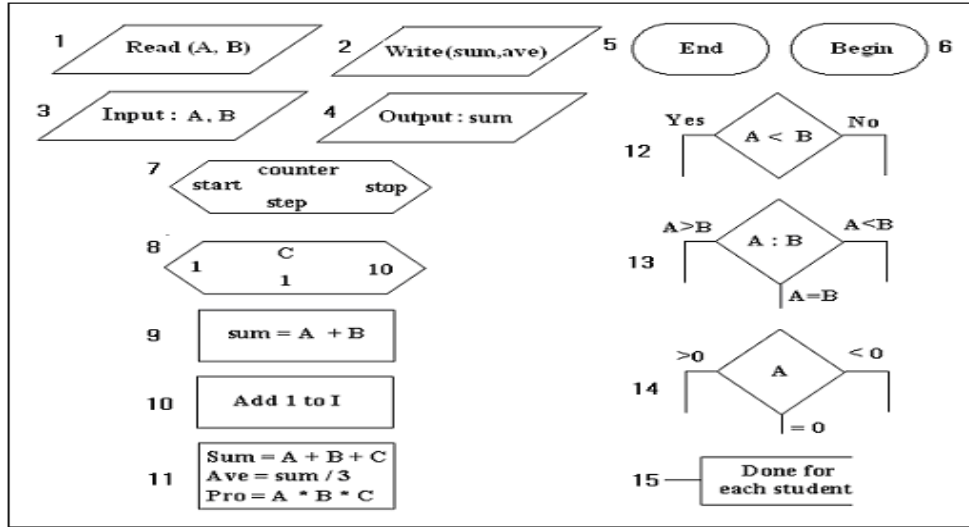 1
Read (A, B)
2
Write(sum,ave)
5
End
Begin
6
3
Input : A, B
4
Output : sum
7
counter
start
stop
step
8
C
1
10
1
9
sum = A + B
10
Add 1 to I
11
Sum = A + B + C
Ave = sum / 3
Pro = A * B * C
12
Yes
A < B
No
13
A>B
A : B
A<B
A=B
14
>0
A
< 0
= 0
15
Done for
each student